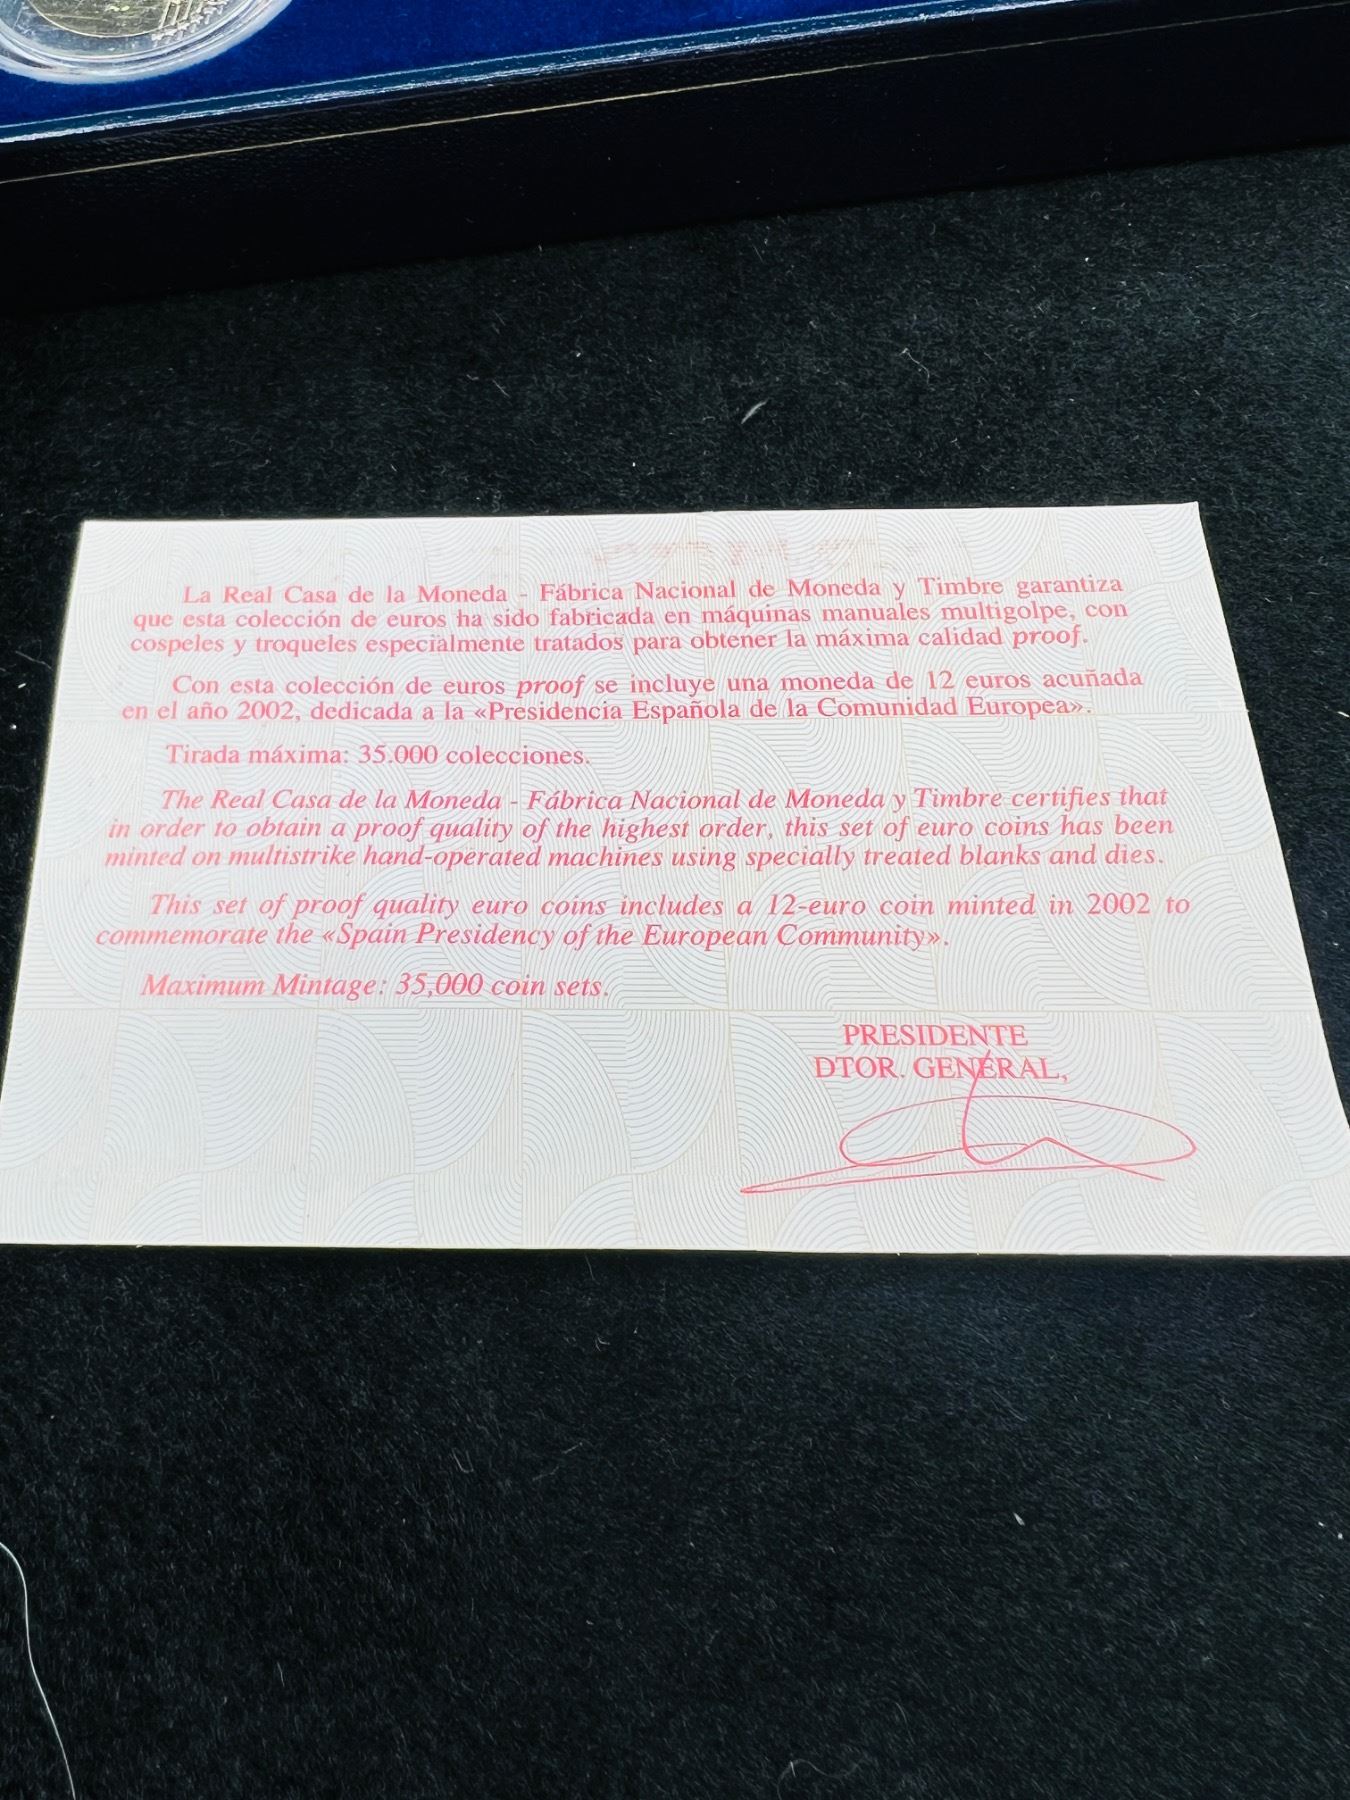 La Real Casa de la Moneda - Fábrica Nacional de Moneda y Timbre garantiza
que esta colección de euros ha sido fabricada en máquinas manuales multigolpe, con
cospeles y troqueles especialmente tratados para obtener la máxima calidad proof.
Con esta colección de euros proof se incluye una moneda de 12 euros acuñada
en el año 2002, dedicada a la «Presidencia Española de la Comunidad Europea».
Tirada máxima: 35.000 colecciones.
The Real Casa de la Moneda - Fábrica Nacional de Moneda y Timbre certifies that
in order to obtain a proof quality of the highest order, this set of euro coins has been
minted on multistrike hand-operated machines using specially treated blanks and dies.
This set of proof quality euro coins includes a 12-euro coin minted in 2002 to
commemorate the «Spain Presidency of the European Community».
Maximum Mintage: 35,000 coin sets.
PRESIDENTE
DTOR. GENERAL,